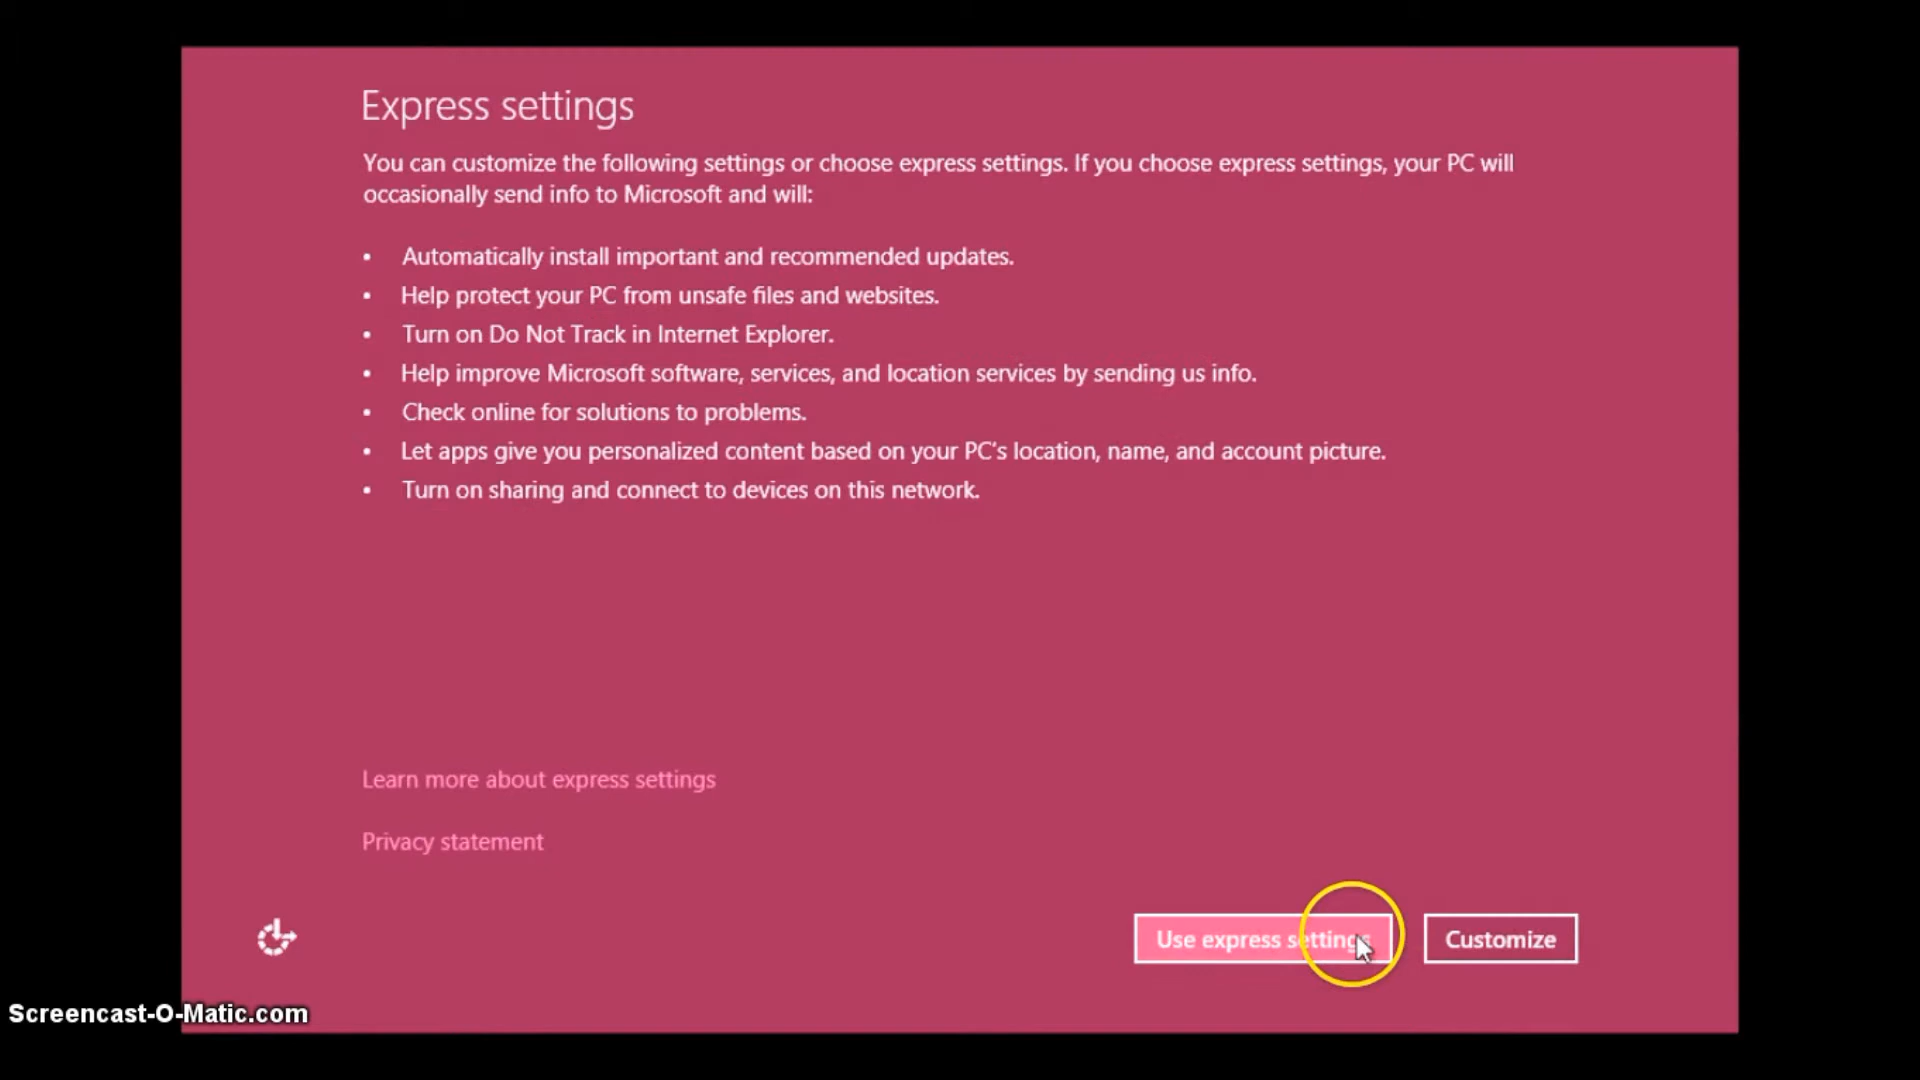 Express settings
You can customize the following settings or choose express settings. If you choose express settings, your PC will
occasionally send info to Microsoft and will:
• Automatically install important and recommended updates.
• Help protect your PC from unsafe files and websites.
• Turn on Do Not Track in Internet Explorer.
• Help improve Microsoft software, services, and location services by sending us info.
• Check online for solutions to problems.
• Let apps give you personalized content based on your PC's location, name, and account picture.
• Turn on sharing and connect to devices on this network.
Learn more about express settings
Privacy statement
Use express settings
Customize
Screencast-O-Matic.com